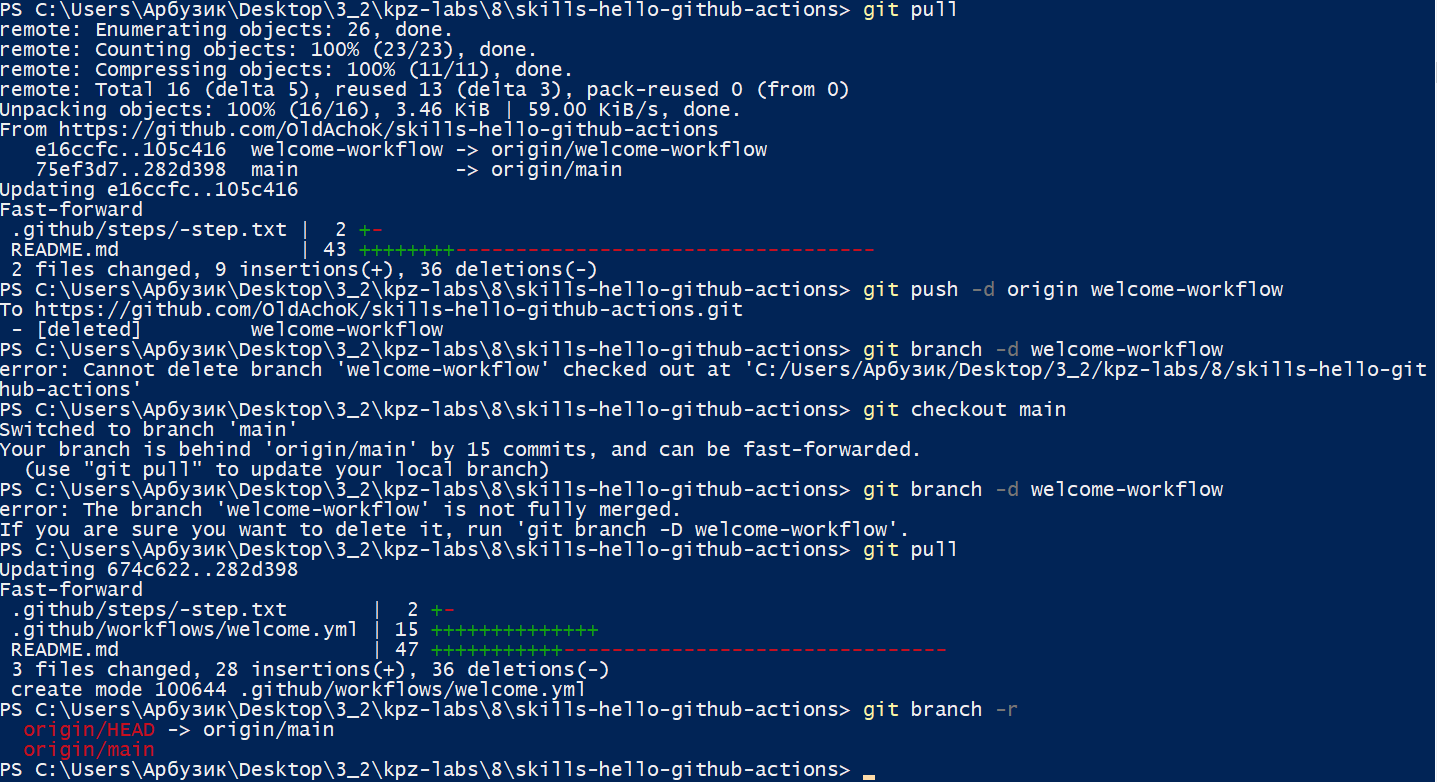 PS C:\Users\Арбузик\Desktop\3_2\kpz-labs\8\skills-hello-github-actions> git pull
remote: Enumerating objects: 26, done.
remote: Counting objects: 100% (23/23), done.
remote: Compressing objects: 100% (11/11), done.
remote: Total 16 (delta 5), reused 13 (delta 3), pack-reused 0 (from 0)
Unpacking objects: 100% (16/16), 3.46 KiB | 59.00 KiB/s, done.
From https://github.com/OldAchoK/skills-hello-github-actions
   e16ccfc..105c416  welcome-workflow -> origin/welcome-workflow
   75ef3d7..282d398  main             -> origin/main
Updating e16ccfc..105c416
Fast-forward
 .github/steps/-step.txt |  2 +-
 README.md               | 43 ++++++++-----------------------------------
 2 files changed, 9 insertions(+), 36 deletions(-)
PS C:\Users\Арбузик\Desktop\3_2\kpz-labs\8\skills-hello-github-actions> git push -d origin welcome-workflow
To https://github.com/OldAchoK/skills-hello-github-actions.git
 - [deleted]         welcome-workflow
PS C:\Users\Арбузик\Desktop\3_2\kpz-labs\8\skills-hello-github-actions> git branch -d welcome-workflow
error: Cannot delete branch 'welcome-workflow' checked out at 'C:/Users/Арбузик/Desktop/3_2/kpz-labs/8/skills-hello-git
hub-actions'
PS C:\Users\Арбузик\Desktop\3_2\kpz-labs\8\skills-hello-github-actions> git checkout main
Switched to branch 'main'
Your branch is behind 'origin/main' by 15 commits, and can be fast-forwarded.
  (use "git pull" to update your local branch)
PS C:\Users\Арбузик\Desktop\3_2\kpz-labs\8\skills-hello-github-actions> git branch -d welcome-workflow
error: The branch 'welcome-workflow' is not fully merged.
If you are sure you want to delete it, run 'git branch -D welcome-workflow'.
PS C:\Users\Арбузик\Desktop\3_2\kpz-labs\8\skills-hello-github-actions> git pull
Updating 674c622..282d398
Fast-forward
 .github/steps/-step.txt       |  2 +-
 .github/workflows/welcome.yml | 15 ++++++++++++++
 README.md                     | 47 +++++++++++--------------------------------
 3 files changed, 28 insertions(+), 36 deletions(-)
 create mode 100644 .github/workflows/welcome.yml
PS C:\Users\Арбузик\Desktop\3_2\kpz-labs\8\skills-hello-github-actions> git branch -r
  origin/HEAD -> origin/main
  origin/main
PS C:\Users\Арбузик\Desktop\3_2\kpz-labs\8\skills-hello-github-actions>